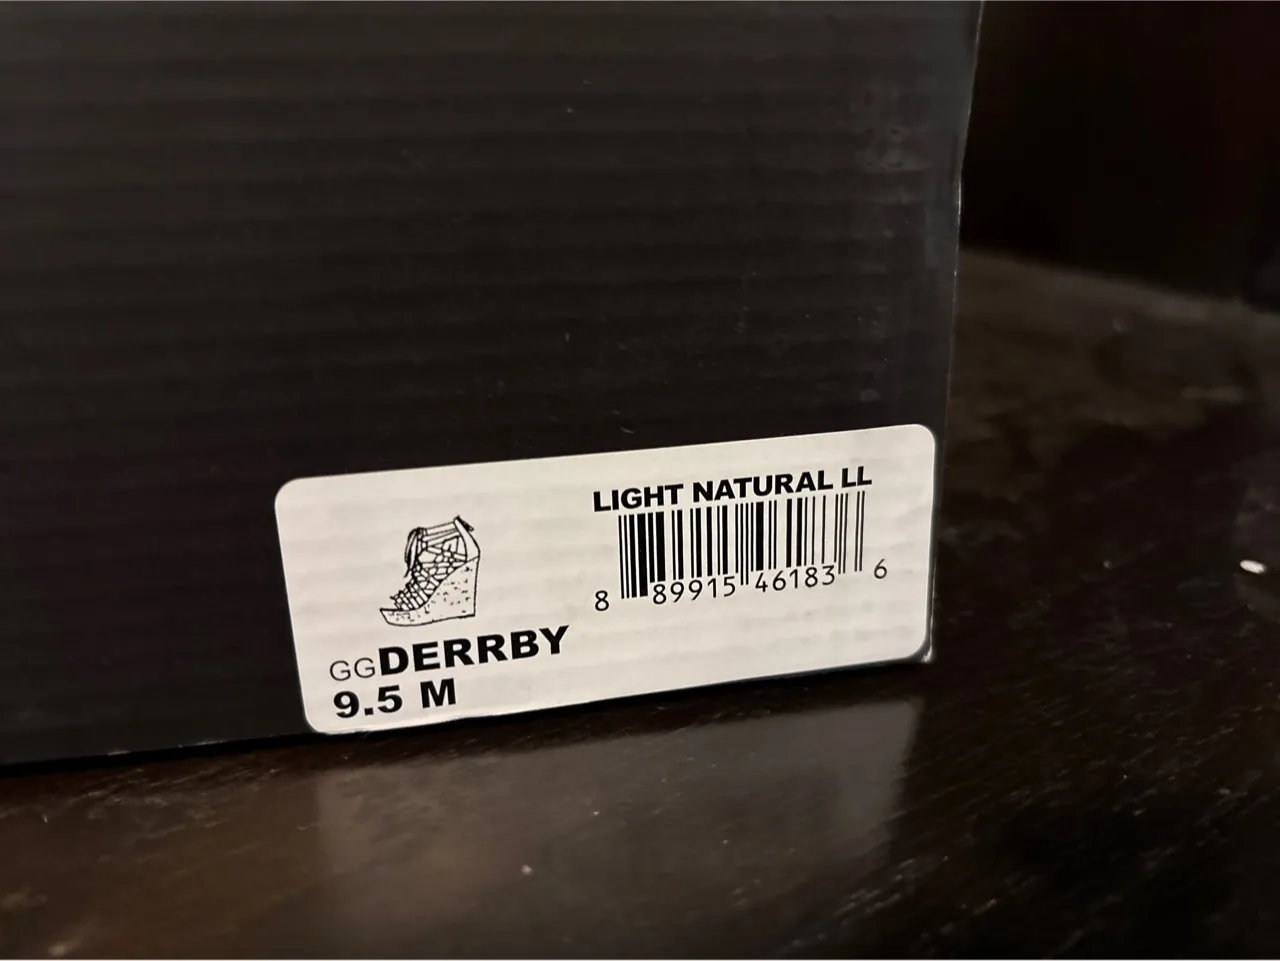 LIGHT NATURAL LL
8 89915 46183 6
GGDERRBY
9.5 M